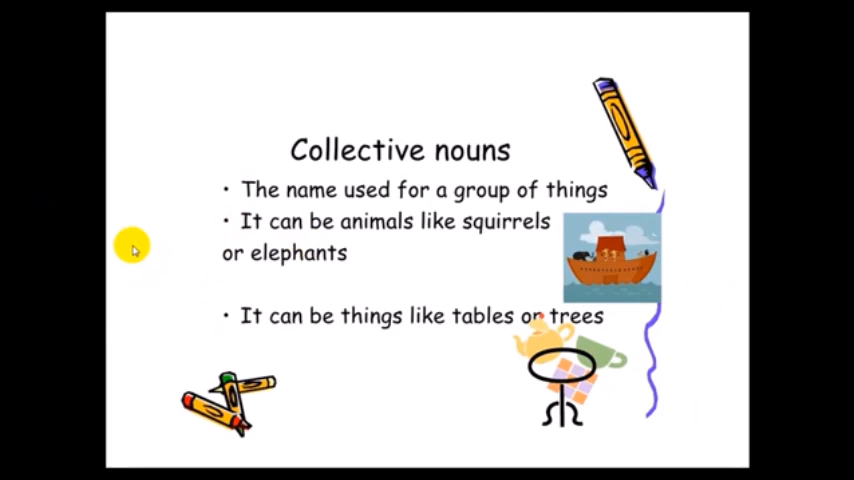 Collective nouns
• The name used for a group of things
• It can be animals like squirrels
or elephants
• It can be things like tables or trees